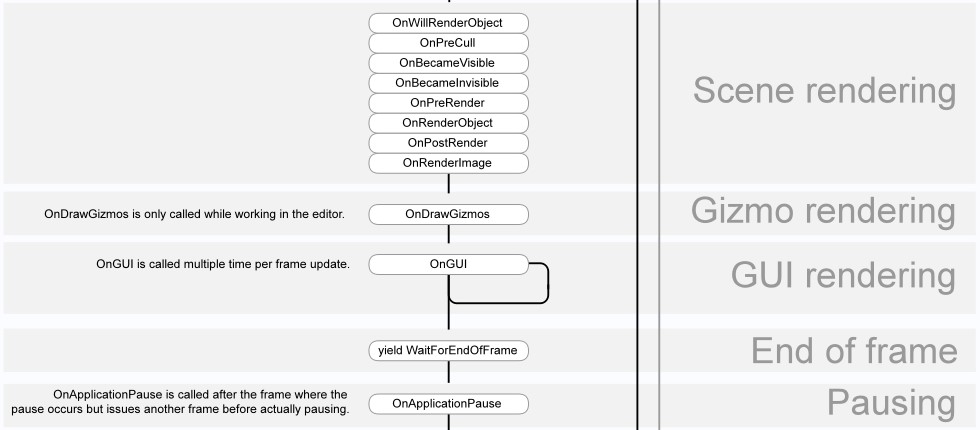 OnWillRenderObject
OnPreCull
OnBecameVisible
OnBecameInvisible
OnPreRender
OnRenderObject
OnPostRender
OnRenderImage
Scene rendering
OnDrawGizmos is only called while working in the editor.
OnDrawGizmos
Gizmo rendering
OnGUI is called multiple time per frame update.
OnGUI
GUI rendering
yield WaitForEndOfFrame
End of frame
OnApplicationPause is called after the frame where the
pause occurs but issues another frame before actually pausing.
OnApplicationPause
Pausing